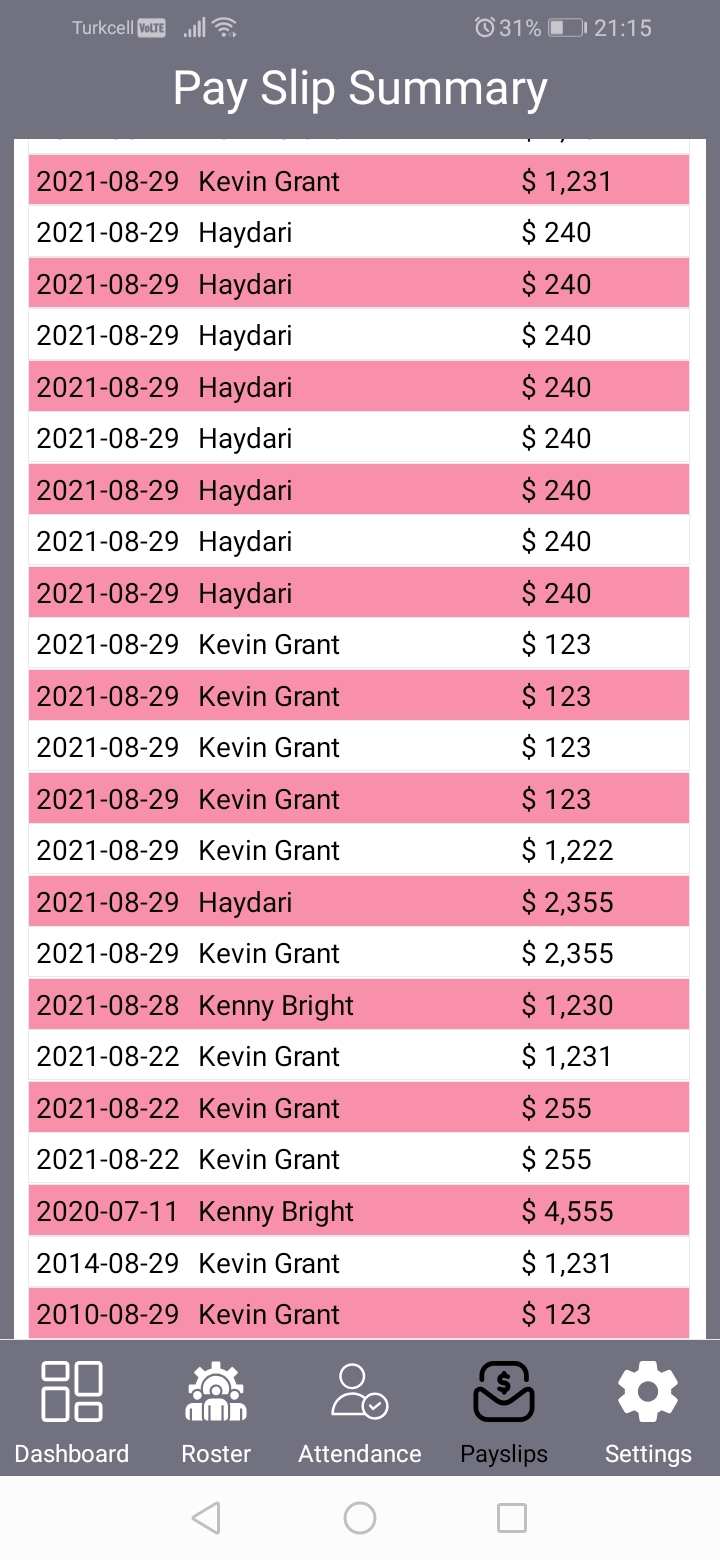 Turkcell VoLTE 31% 21:15
Pay Slip Summary
2021-08-29 Kevin Grant $ 1,231
2021-08-29 Haydari $ 240
2021-08-29 Haydari $ 240
2021-08-29 Haydari $ 240
2021-08-29 Haydari $ 240
2021-08-29 Haydari $ 240
2021-08-29 Haydari $ 240
2021-08-29 Haydari $ 240
2021-08-29 Haydari $ 240
2021-08-29 Kevin Grant $ 123
2021-08-29 Kevin Grant $ 123
2021-08-29 Kevin Grant $ 123
2021-08-29 Kevin Grant $ 123
2021-08-29 Kevin Grant $ 1,222
2021-08-29 Haydari $ 2,355
2021-08-29 Kevin Grant $ 2,355
2021-08-28 Kenny Bright $ 1,230
2021-08-22 Kevin Grant $ 1,231
2021-08-22 Kevin Grant $ 255
2021-08-22 Kevin Grant $ 255
2020-07-11 Kenny Bright $ 4,555
2014-08-29 Kevin Grant $ 1,231
2010-08-29 Kevin Grant $ 123
$
Dashboard Roster Attendance Payslips Settings